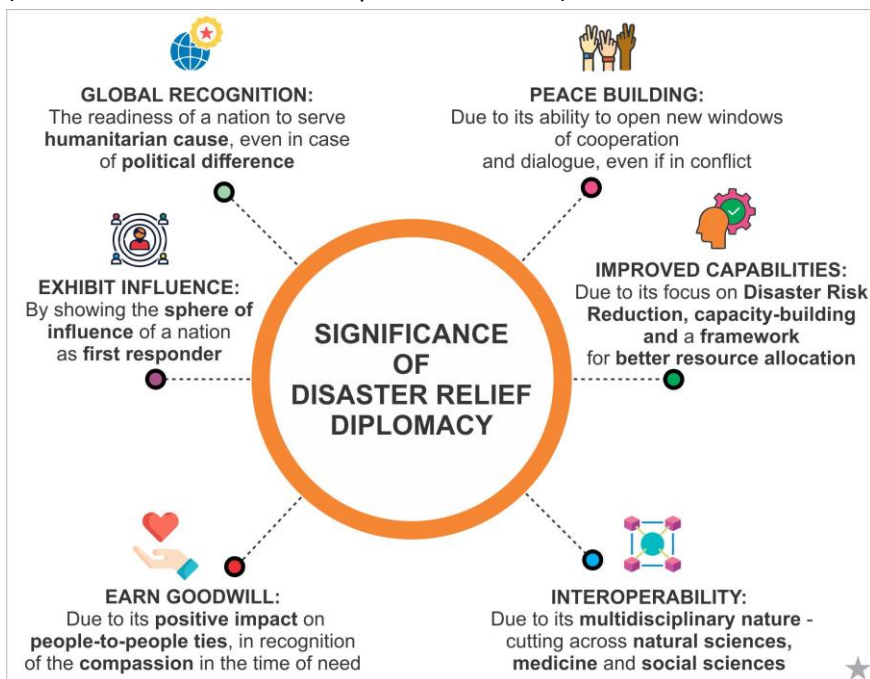 GLOBAL RECOGNITION:
The readiness of a nation to serve
humanitarian cause, even in case
of political difference
PEACE BUILDING:
Due to its ability to open new windows
of cooperation
and dialogue, even if in conflict
EXHIBIT INFLUENCE:
By showing the sphere of
influence of a nation
as first responder
IMPROVED CAPABILITIES:
Due to its focus on Disaster Risk
Reduction, capacity-building
and a framework
for better resource allocation
SIGNIFICANCE
OF
DISASTER RELIEF
DIPLOMACY
EARN GOODWILL:
Due to its positive impact on
people-to-people ties, in recognition
of the compassion in the time of need
INTEROPERABILITY:
Due to its multidisciplinary nature -
cutting across natural sciences,
medicine and social sciences